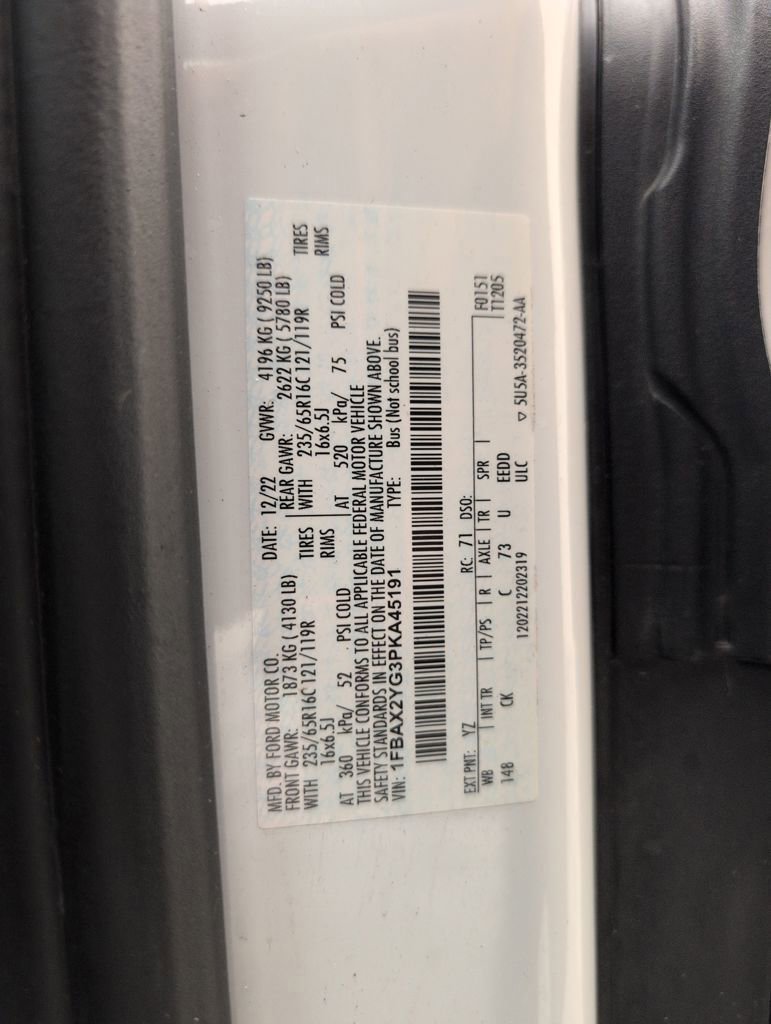 MFD. BY FORD MOTOR CO.
DATE: 12/22 GVWR: 4196 KG ( 9250 LB)
FRONT GAWR: 1873 KG ( 4130 LB) REAR GAWR: 2622 KG ( 5780 LB)
WITH 235/65R16C 121/119R TIRES WITH 235/65R16C 121/119R TIRES
16x6.5J RIMS 16x6.5J RIMS
AT 360 kPa/ 52 PSI COLD AT 520 kPa/ 75 PSI COLD
THIS VEHICLE CONFORMS TO ALL APPLICABLE FEDERAL MOTOR VEHICLE
SAFETY STANDARDS IN EFFECT ON THE DATE OF MANUFACTURE SHOWN ABOVE.
VIN: 1FBAX2YG3PKA45191 TYPE: Bus (Not school bus)
EXT PNT: YZ RC: 71 DSO:
WB INT TR TP/PS R AXLE TR SPR F0151
148 CK C 73 U EEDD T1205
1202212202319 ULC ▽ 5U5A-3520472-AA